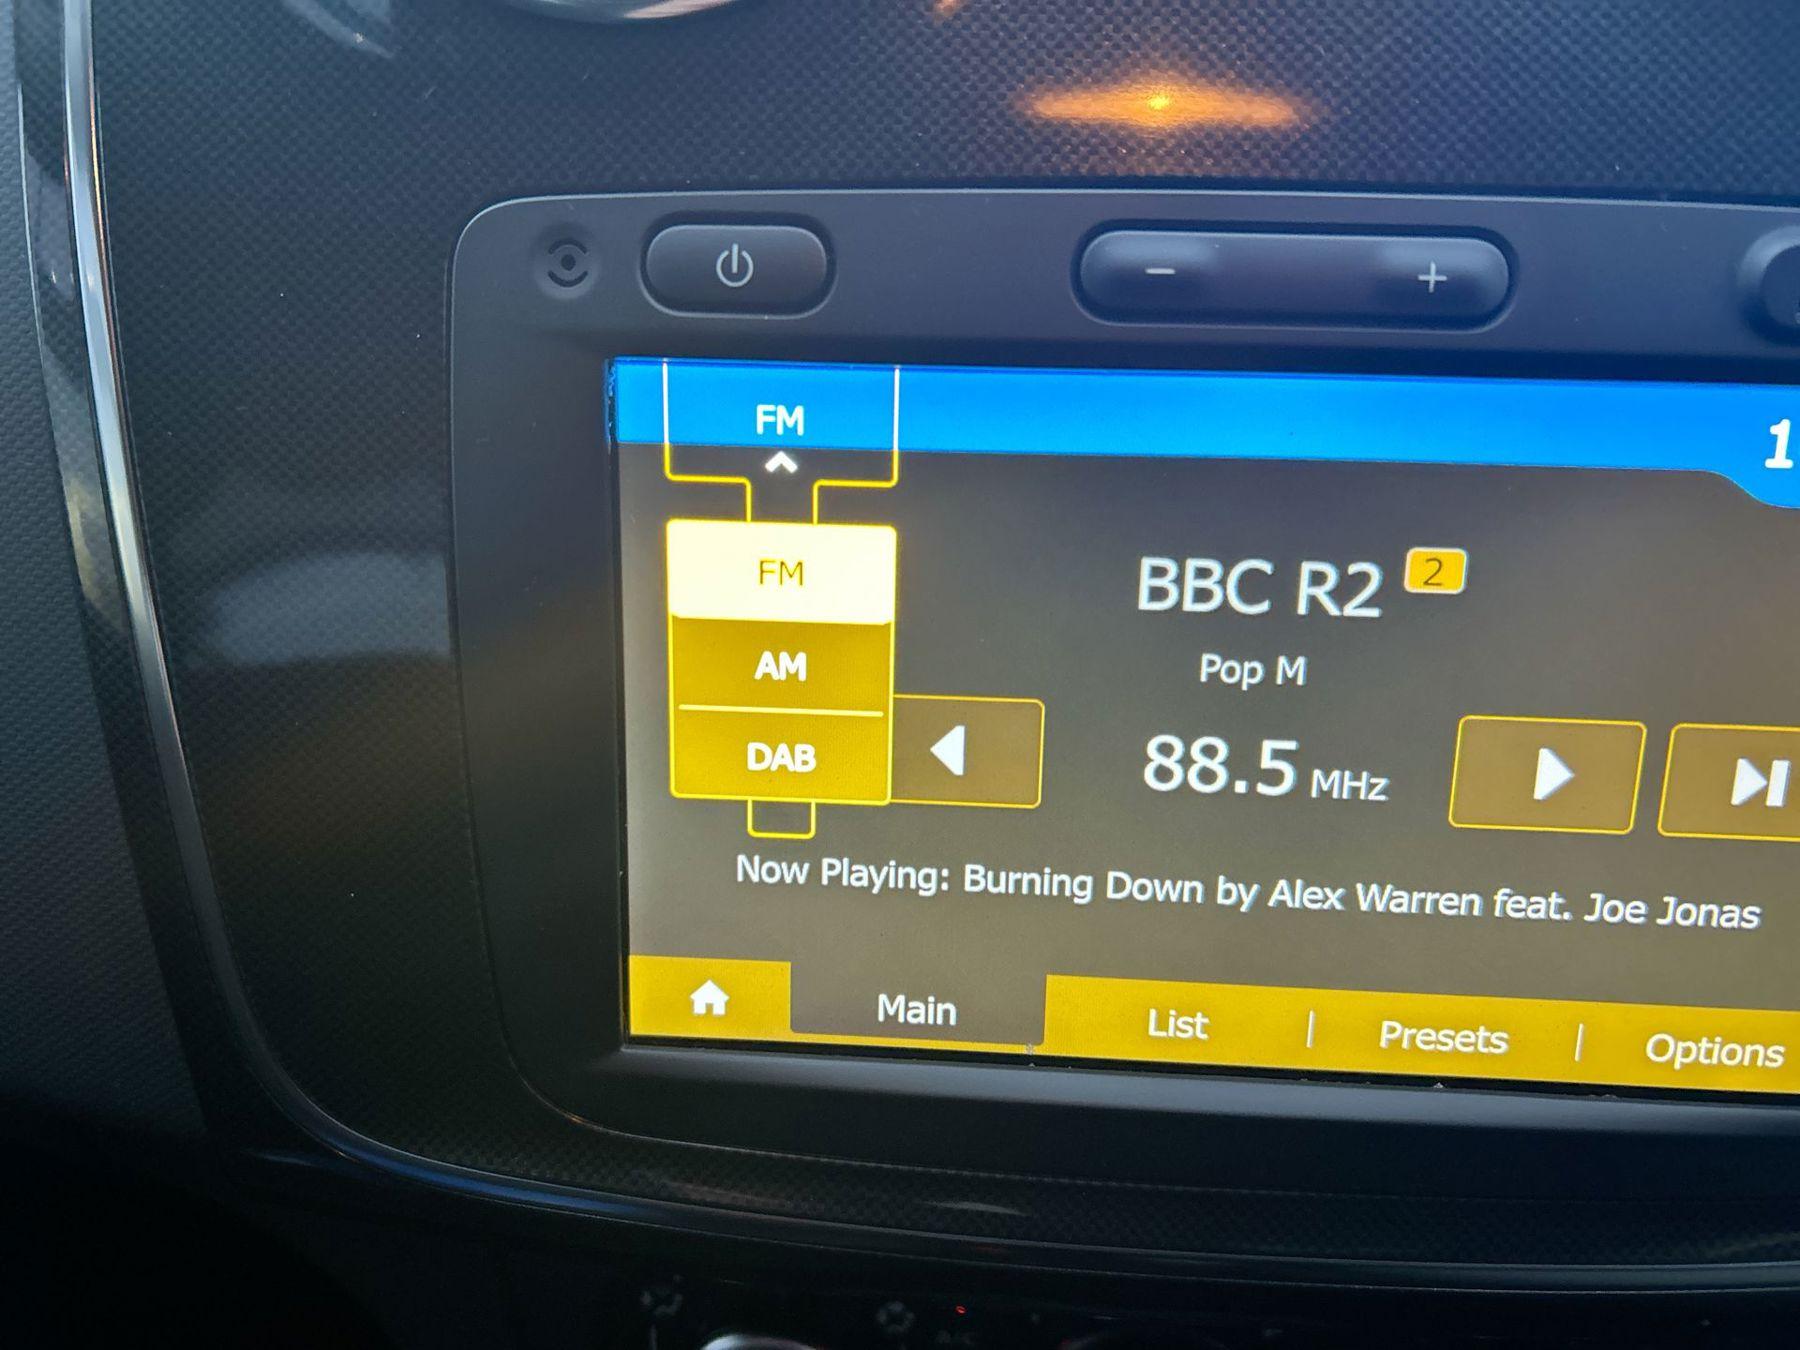 FM
1
FM
BBC R2 2
AM
Pop M
DAB
88.5 MHz
Now Playing: Burning Down by Alex Warren feat. Joe Jonas
Main
List | Presets | Options